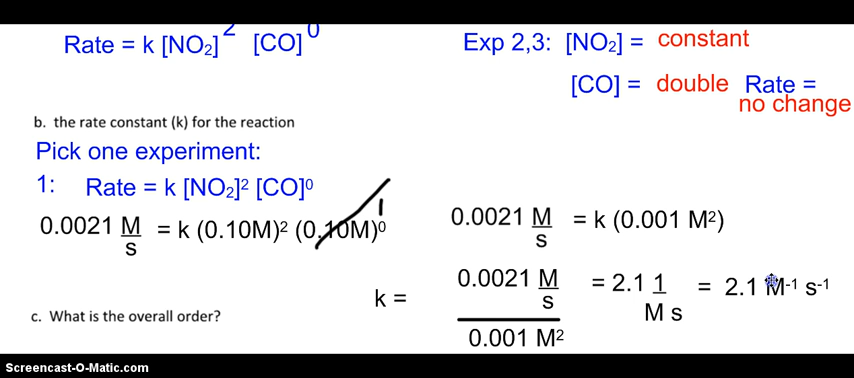 Rate = k [NO₂]² [CO]⁰
Exp 2,3: [NO₂] = constant
[CO] = double Rate = no change
b. the rate constant (k) for the reaction
Pick one experiment:
1: Rate = k [NO₂]² [CO]⁰
0.0021 M/s = k (0.10M)² (0.10M)⁰ 1
0.0021 M/s = k (0.001 M²)
k = 0.0021 M/s / 0.001 M² = 2.1 1/M s = 2.1 M⁻¹ s⁻¹
c. What is the overall order?
Screencast-O-Matic.com